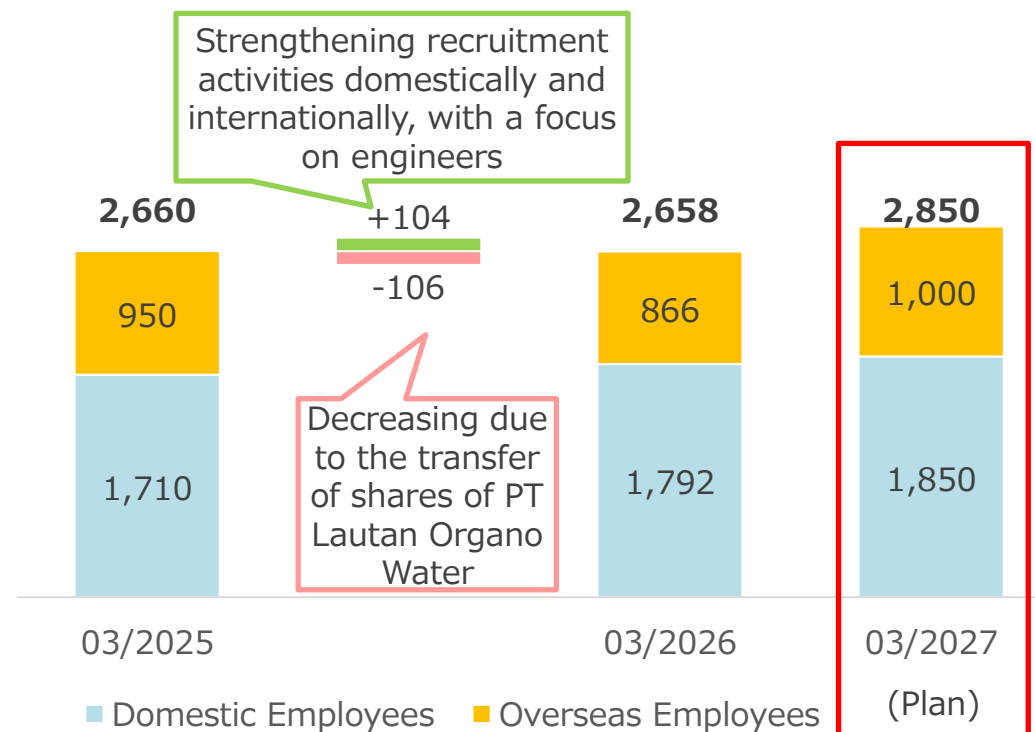 Strengthening recruitment
activities domestically and
internationally, with a focus
on engineers
2,660
+104
2,658
2,850
-106
950
866
1,000
Decreasing due
to the transfer
of shares of PT
Lautan Organo
Water
1,710
1,792
1,850
03/2025
03/2026
03/2027
(Plan)
Domestic Employees
Overseas Employees